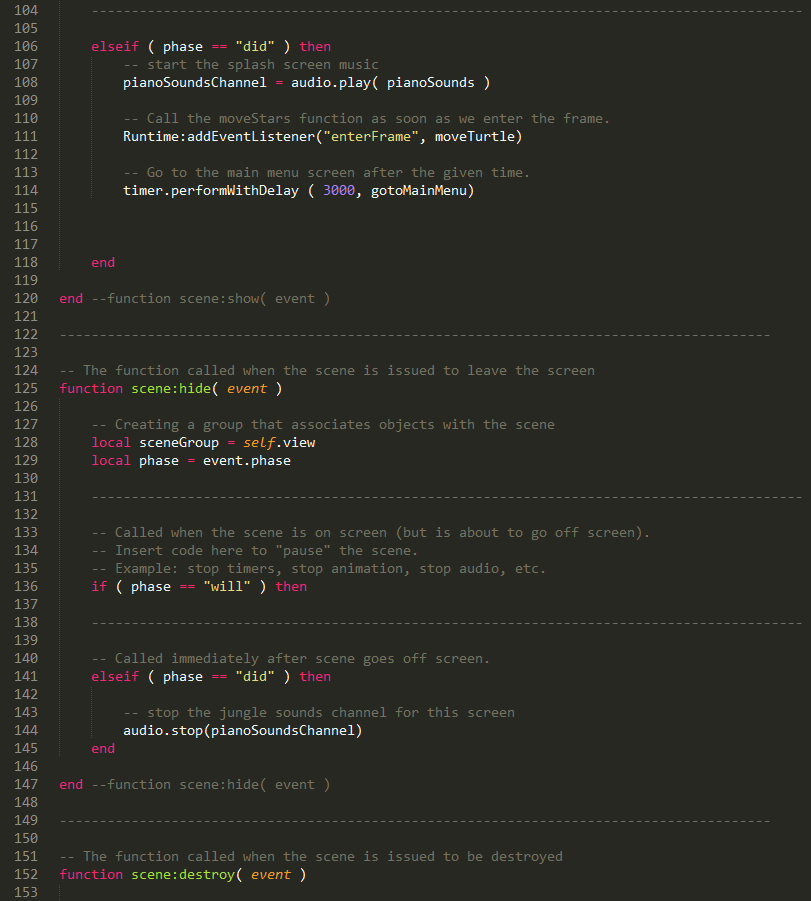 104 -----------------------------------------------------------------------------------------
105
106 elseif ( phase == "did" ) then
107 -- start the splash screen music
108 pianoSoundsChannel = audio.play( pianoSounds )
109
110 -- Call the moveStars function as soon as we enter the frame.
111 Runtime:addEventListener("enterFrame", moveTurtle)
112
113 -- Go to the main menu screen after the given time.
114 timer.performWithDelay ( 3000, gotoMainMenu)
115
116
117
118 end
119
120 end --function scene:show( event )
121
122 -----------------------------------------------------------------------------------------
123
124 -- The function called when the scene is issued to leave the screen
125 function scene:hide( event )
126
127 -- Creating a group that associates objects with the scene
128 local sceneGroup = self.view
129 local phase = event.phase
130
131 -----------------------------------------------------------------------------------------
132
133 -- Called when the scene is on screen (but is about to go off screen).
134 -- Insert code here to "pause" the scene.
135 -- Example: stop timers, stop animation, stop audio, etc.
136 if ( phase == "will" ) then
137
138 -----------------------------------------------------------------------------------------
139
140 -- Called immediately after scene goes off screen.
141 elseif ( phase == "did" ) then
142
143 -- stop the jungle sounds channel for this screen
144 audio.stop(pianoSoundsChannel)
145 end
146
147 end --function scene:hide( event )
148
149 -----------------------------------------------------------------------------------------
150
151 -- The function called when the scene is issued to be destroyed
152 function scene:destroy( event )
153